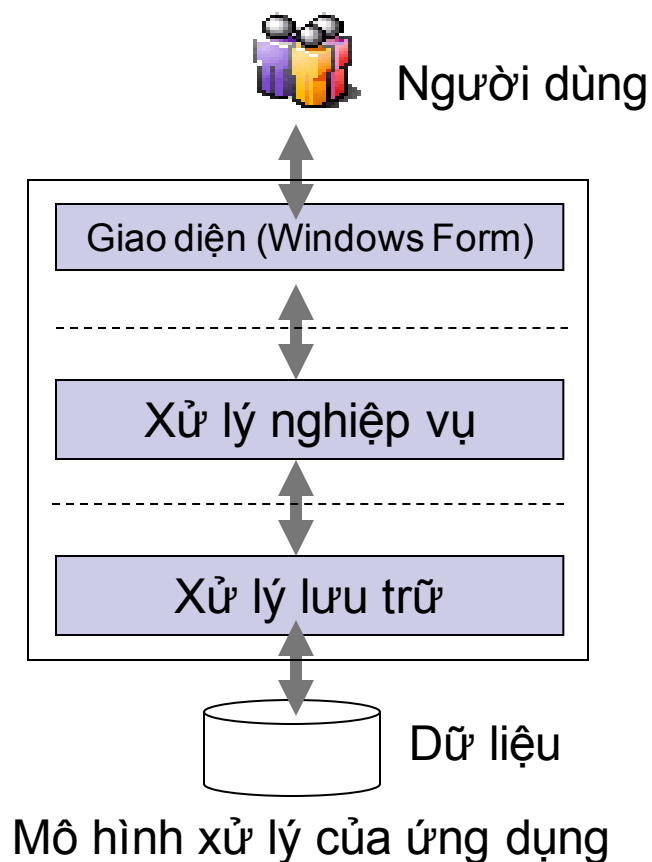 Người dùng
Giao diện (Windows Form)
Xử lý nghiệp vụ
Xử lý lưu trữ
Dữ liệu
Mô hình xử lý của ứng dụng